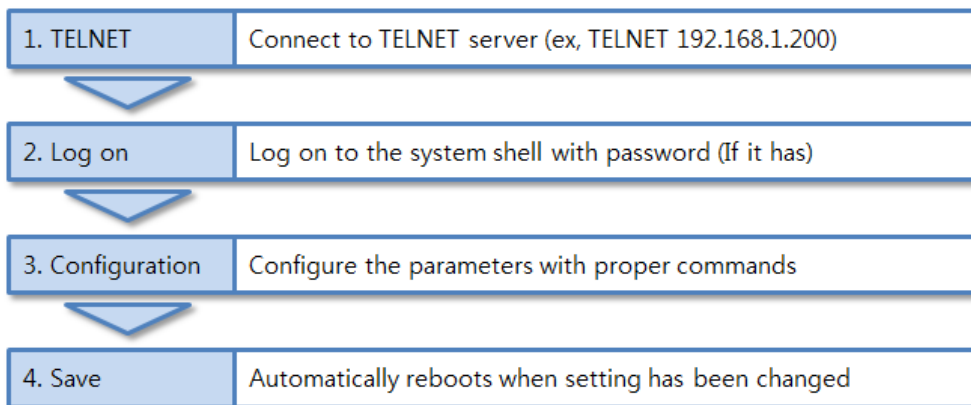 1. TELNET Connect to TELNET server (ex, TELNET 192.168.1.200)
2. Log on Log on to the system shell with password (If it has)
3. Configuration Configure the parameters with proper commands
4. Save Automatically reboots when setting has been changed